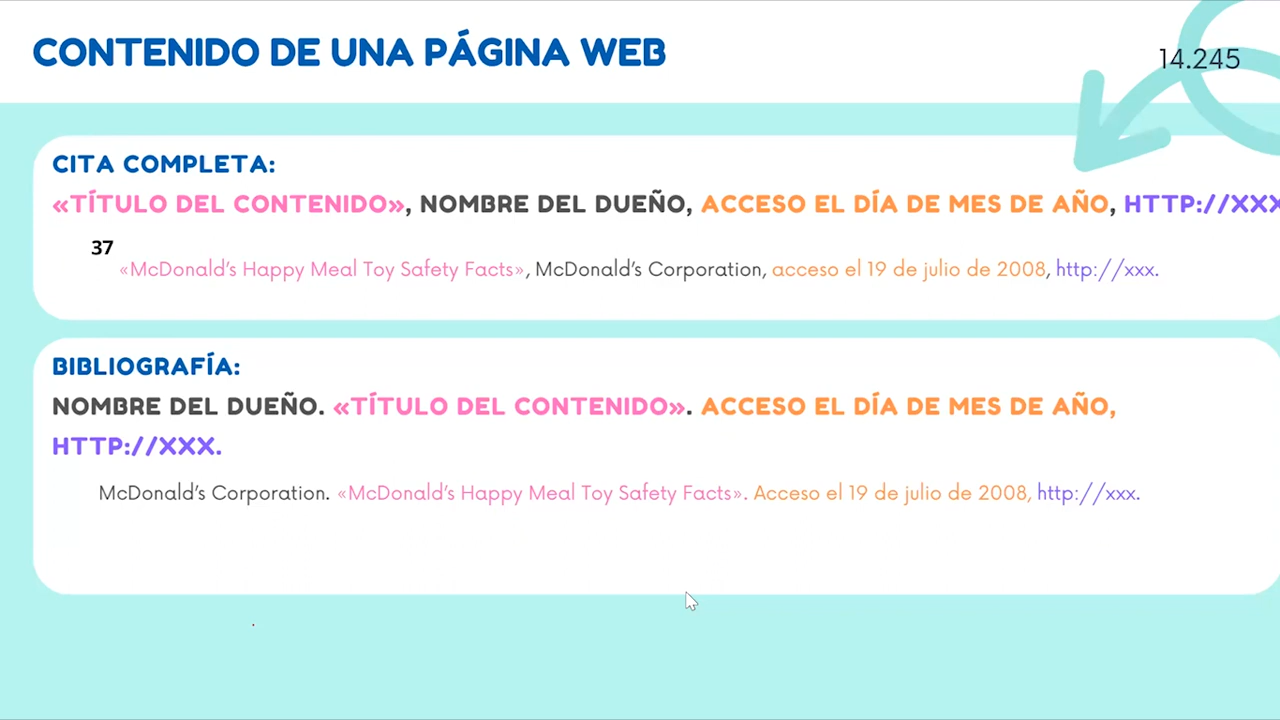 CONTENIDO DE UNA PÁGINA WEB
14.245
CITA COMPLETA:
«TÍTULO DEL CONTENIDO», NOMBRE DEL DUEÑO, ACCESO EL DÍA DE MES DE AÑO, HTTP://XXX
37
«McDonald's Happy Meal Toy Safety Facts», McDonald's Corporation, acceso el 19 de julio de 2008, http://xxx.
BIBLIOGRAFÍA:
NOMBRE DEL DUEÑO. «TÍTULO DEL CONTENIDO». ACCESO EL DÍA DE MES DE AÑO,
HTTP://XXX.
McDonald's Corporation. «McDonald's Happy Meal Toy Safety Facts». Acceso el 19 de julio de 2008, http://xxx.